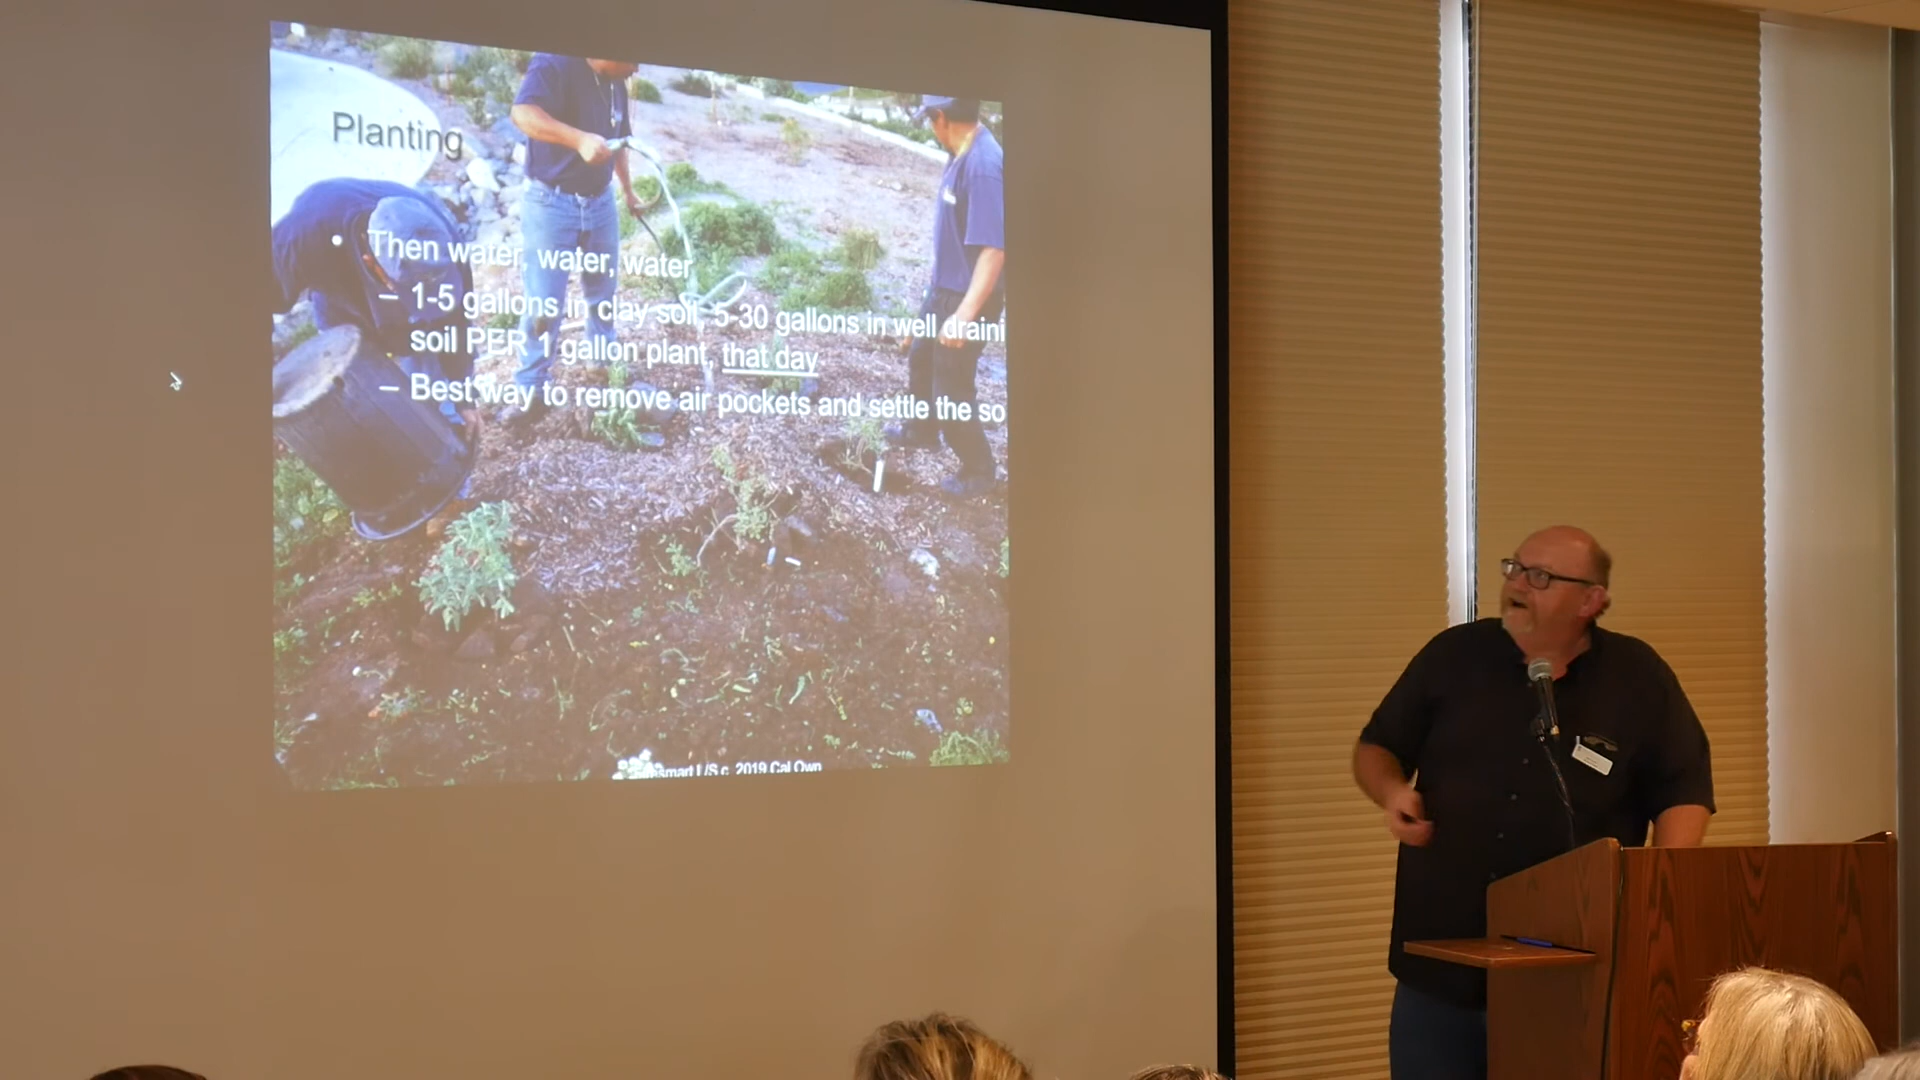 Planting
• Then water, water, water
– 1-5 gallons in clay soil, 5-30 gallons in well draini
soil PER 1 gallon plant, that day
– Best way to remove air pockets and settle the so
L/S c. 2019 Cal Own